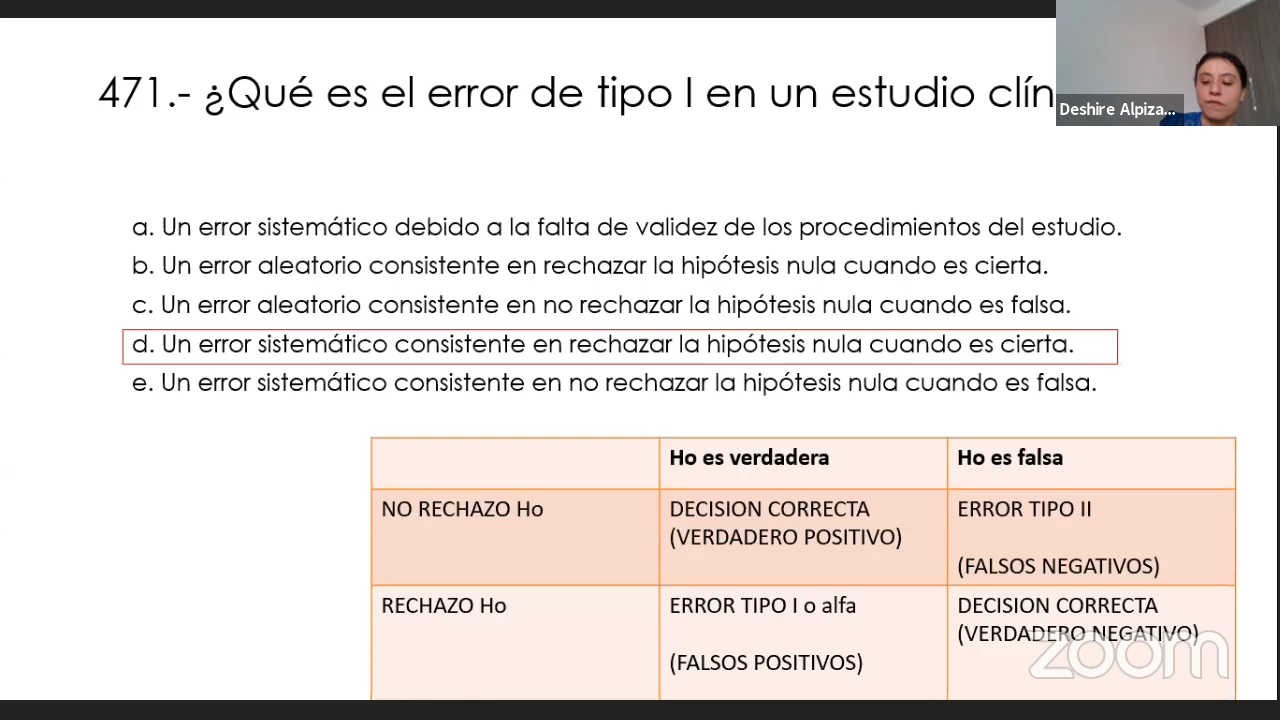 471.- ¿Qué es el error de tipo I en un estudio clín
Deshire Alpiza...
a. Un error sistemático debido a la falta de validez de los procedimientos del estudio.
b. Un error aleatorio consistente en rechazar la hipótesis nula cuando es cierta.
c. Un error aleatorio consistente en no rechazar la hipótesis nula cuando es falsa.
d. Un error sistemático consistente en rechazar la hipótesis nula cuando es cierta.
e. Un error sistemático consistente en no rechazar la hipótesis nula cuando es falsa.
Ho es verdadera
Ho es falsa
NO RECHAZO Ho
DECISION CORRECTA
(VERDADERO POSITIVO)
ERROR TIPO II
(FALSOS NEGATIVOS)
RECHAZO Ho
ERROR TIPO I o alfa
(FALSOS POSITIVOS)
DECISION CORRECTA
(VERDADERO NEGATIVO)
zoom